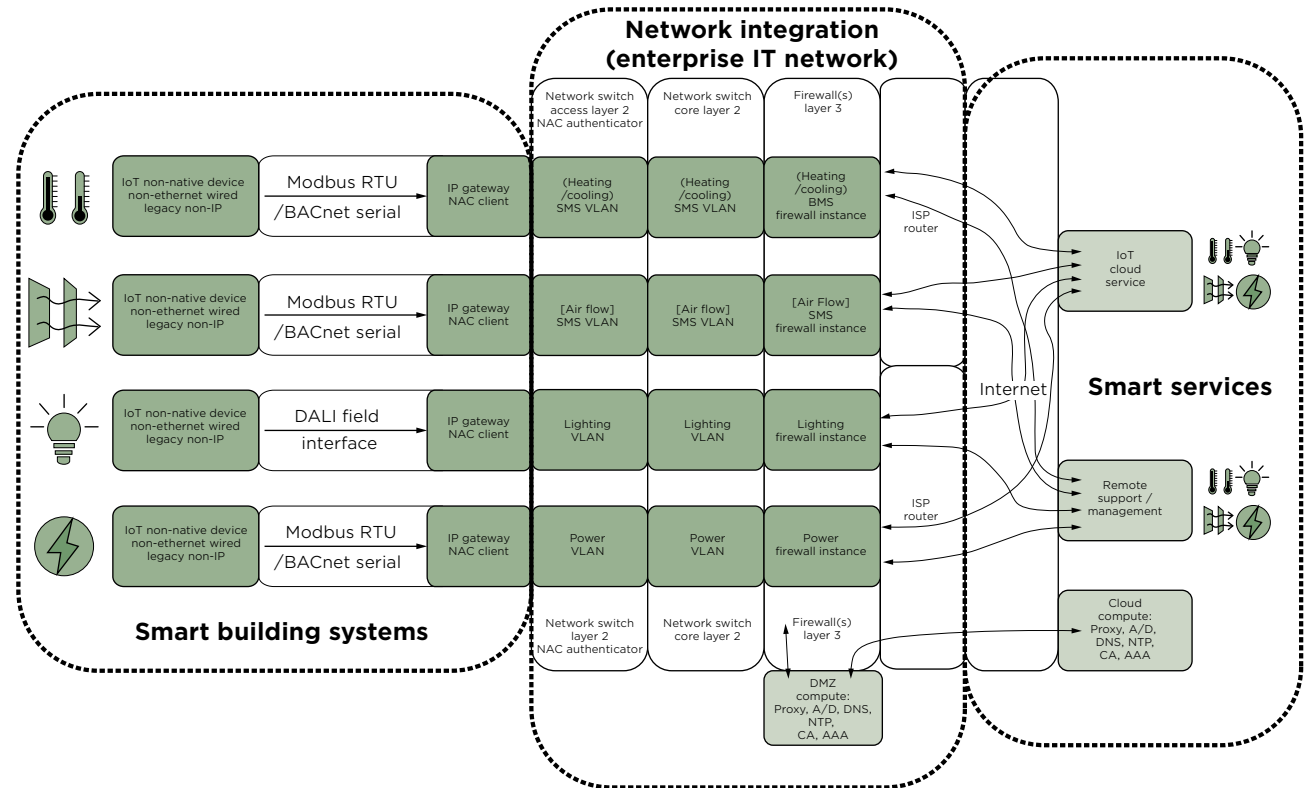 Network integration
(enterprise IT network)
Network switch
access layer 2
NAC authenticator
Network switch
core layer 2
Firewall(s)
layer 3
IoT non-native device
non-ethernet wired
legacy non-IP
Modbus RTU
/BACnet serial
IP gateway
NAC client
(Heating
/cooling)
SMS VLAN
(Heating
/cooling)
SMS VLAN
(Heating
/cooling)
BMS
firewall instance
ISP
router
IoT
cloud
service
IoT non-native device
non-ethernet wired
legacy non-IP
Modbus RTU
/BACnet serial
IP gateway
NAC client
[Air flow]
SMS VLAN
[Air flow]
SMS VLAN
[Air Flow]
SMS
firewall instance
Internet
Smart services
IoT non-native device
non-ethernet wired
legacy non-IP
DALI field
interface
IP gateway
NAC client
Lighting
VLAN
Lighting
VLAN
Lighting
firewall instance
IoT non-native device
non-ethernet wired
legacy non-IP
Modbus RTU
/BACnet serial
IP gateway
NAC client
Power
VLAN
Power
VLAN
Power
firewall instance
ISP
router
Remote
support /
management
Smart building systems
Network switch
layer 2
NAC authenticator
Network switch
core layer 2
Firewall(s)
layer 3
Cloud
compute:
Proxy, A/D,
DNS, NTP,
CA, AAA
DMZ
compute:
Proxy, A/D, DNS,
NTP,
CA, AAA